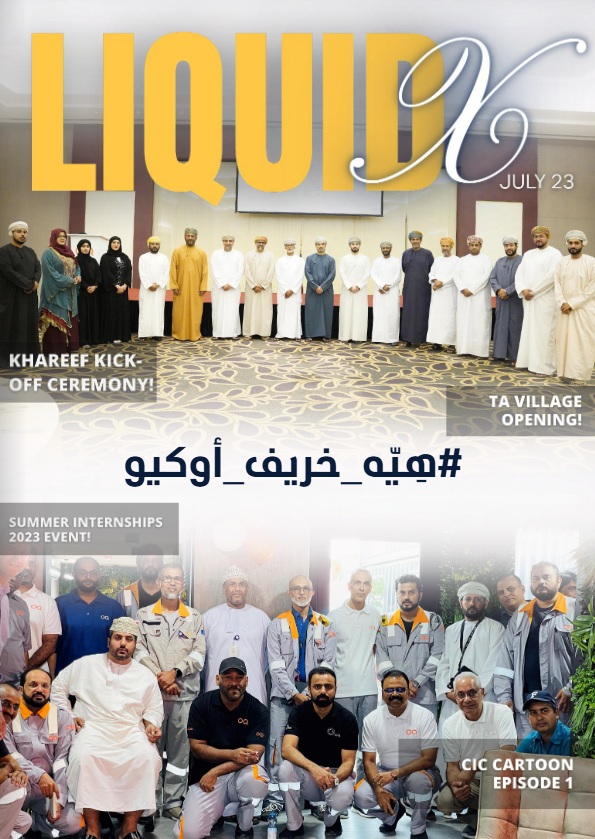 LIQUID X
JULY 23
KHAREEF KICK-
OFF CEREMONY!
TA VILLAGE
OPENING!
#هِيّه_خريف_أوكيو
SUMMER INTERNSHIPS
2023 EVENT!
CIC CARTOON
EPISODE 1